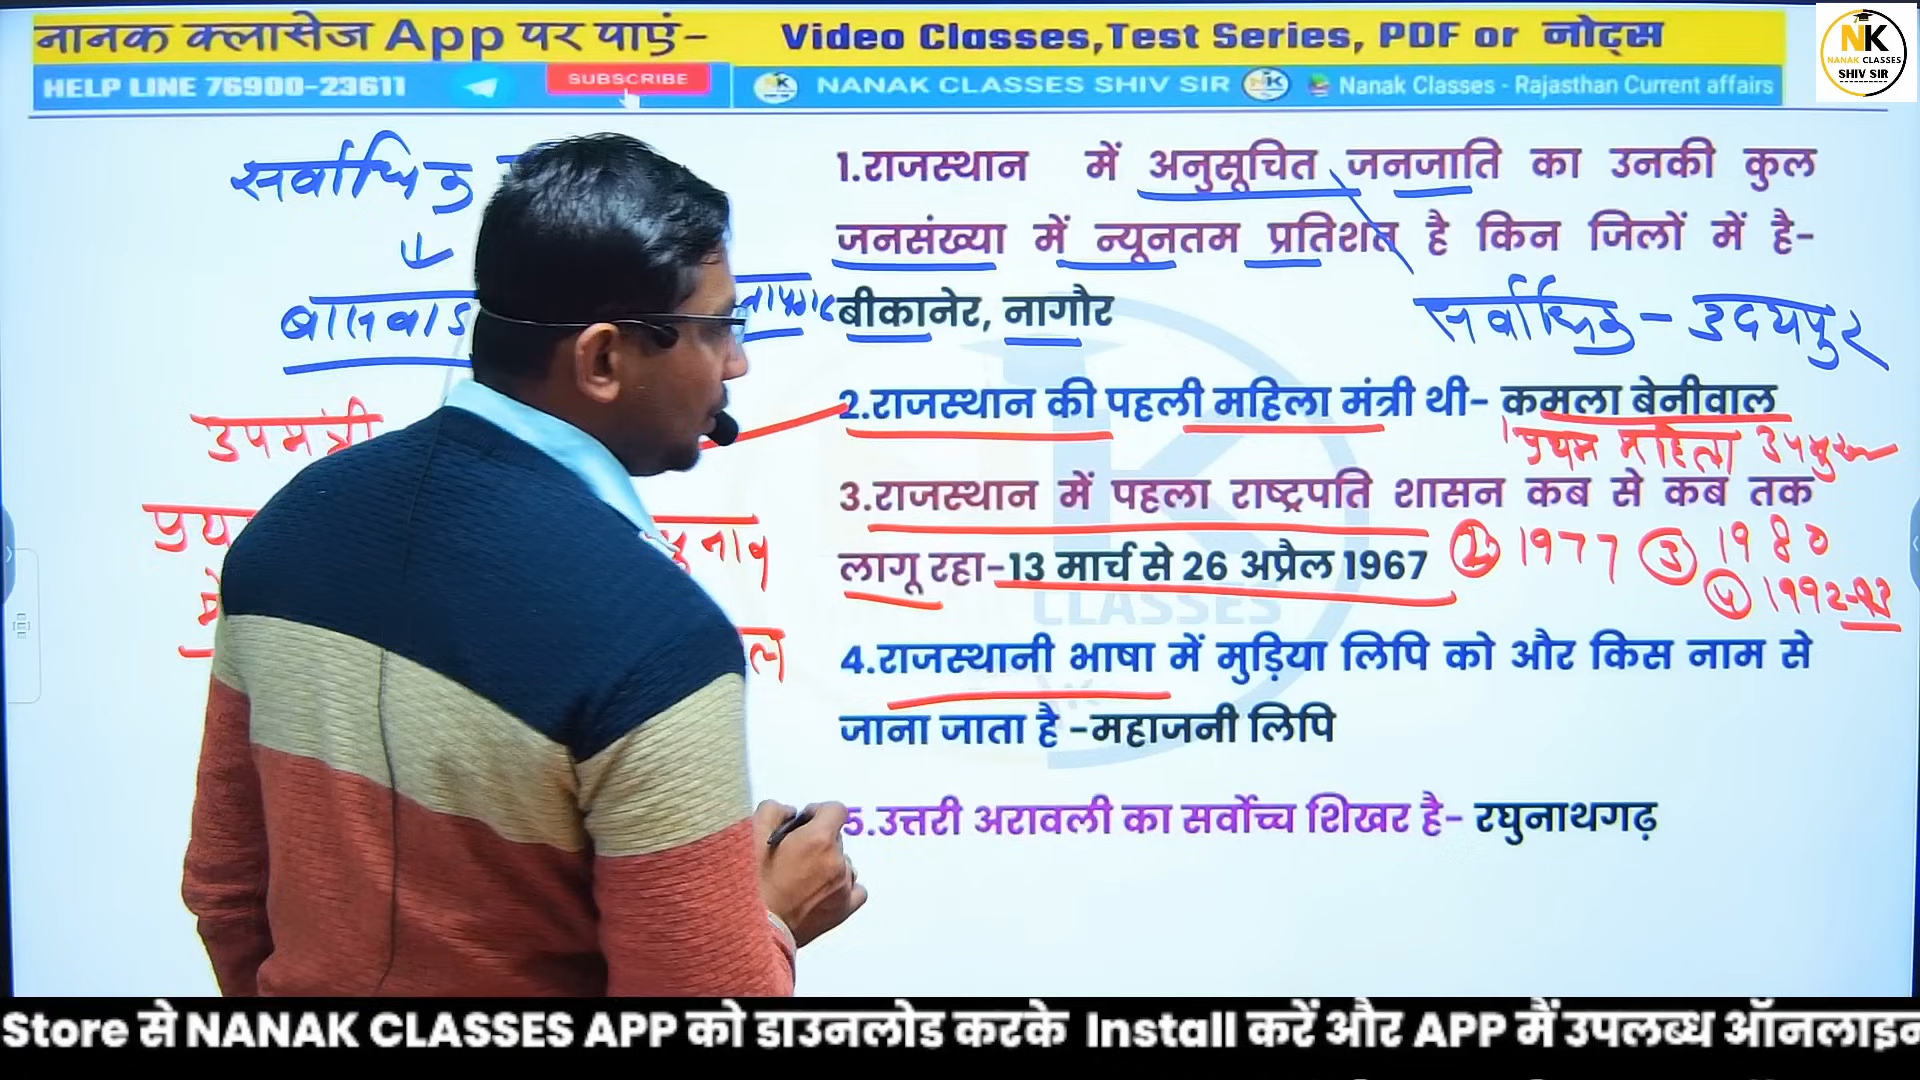 नानक क्लासेज App पर पाएं- Video Classes,Test Series, PDF or नोट्स
HELP LINE 76900-23611 SUBSCRIBE NANAK CLASSES SHIV SIR Nanak Classes - Rajasthan Current affairs
NK
NANAK CLASSES
SHIV SIR
सर्वाधिक
1.राजस्थान में अनुसूचित जनजाति का उनकी कुल
जनसंख्या में न्यूनतम प्रतिशत है किन जिलों में है-
बीकानेर, नागौर
सर्वाधिक - उदयपुर
2.राजस्थान की पहली महिला मंत्री थी- कमला बेनीवाल
उपमंत्री
प्रथम महिला
3.राजस्थान में पहला राष्ट्रपति शासन कब से कब तक
लागू रहा-13 मार्च से 26 अप्रैल 1967
② 1977 ③ 1980
④ 1992-93
4.राजस्थानी भाषा में मुड़िया लिपि को और किस नाम से
जाना जाता है -महाजनी लिपि
5.उत्तरी अरावली का सर्वोच्च शिखर है- रघुनाथगढ़
CLASSES
Store से NANAK CLASSES APP को डाउनलोड करके Install करें और APP मैं उपलब्ध ऑनलाइन